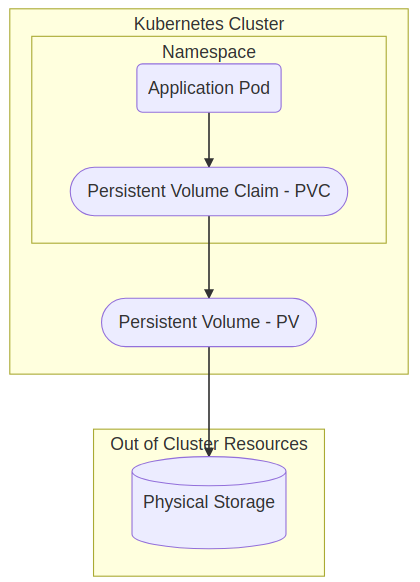 Kubernetes Cluster
Namespace
Application Pod
Persistent Volume Claim - PVC
Persistent Volume - PV
Out of Cluster Resources
Physical Storage